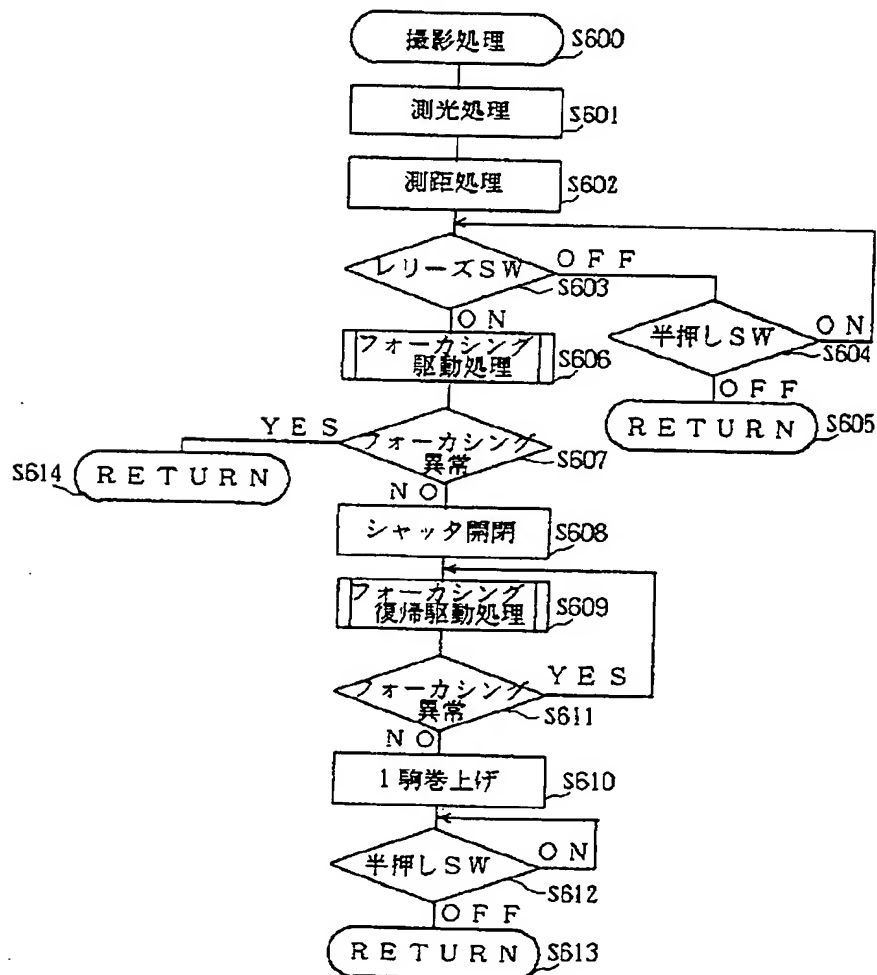 撮影処理
S600
測光処理
S601
測距処理
S602
レリーズSW
OFF
S603
ON
半押しSW
ON
S604
OFF
RETURN
S605
フォーカシング
駆動処理
S606
YES
フォーカシング
異常
S607
S614
RETURN
NO
シャッタ開閉
S608
フォーカシング
復帰駆動処理
S609
フォーカシング
異常
YES
S611
NO
1駒巻上げ
S610
半押しSW
ON
S612
OFF
RETURN
S613